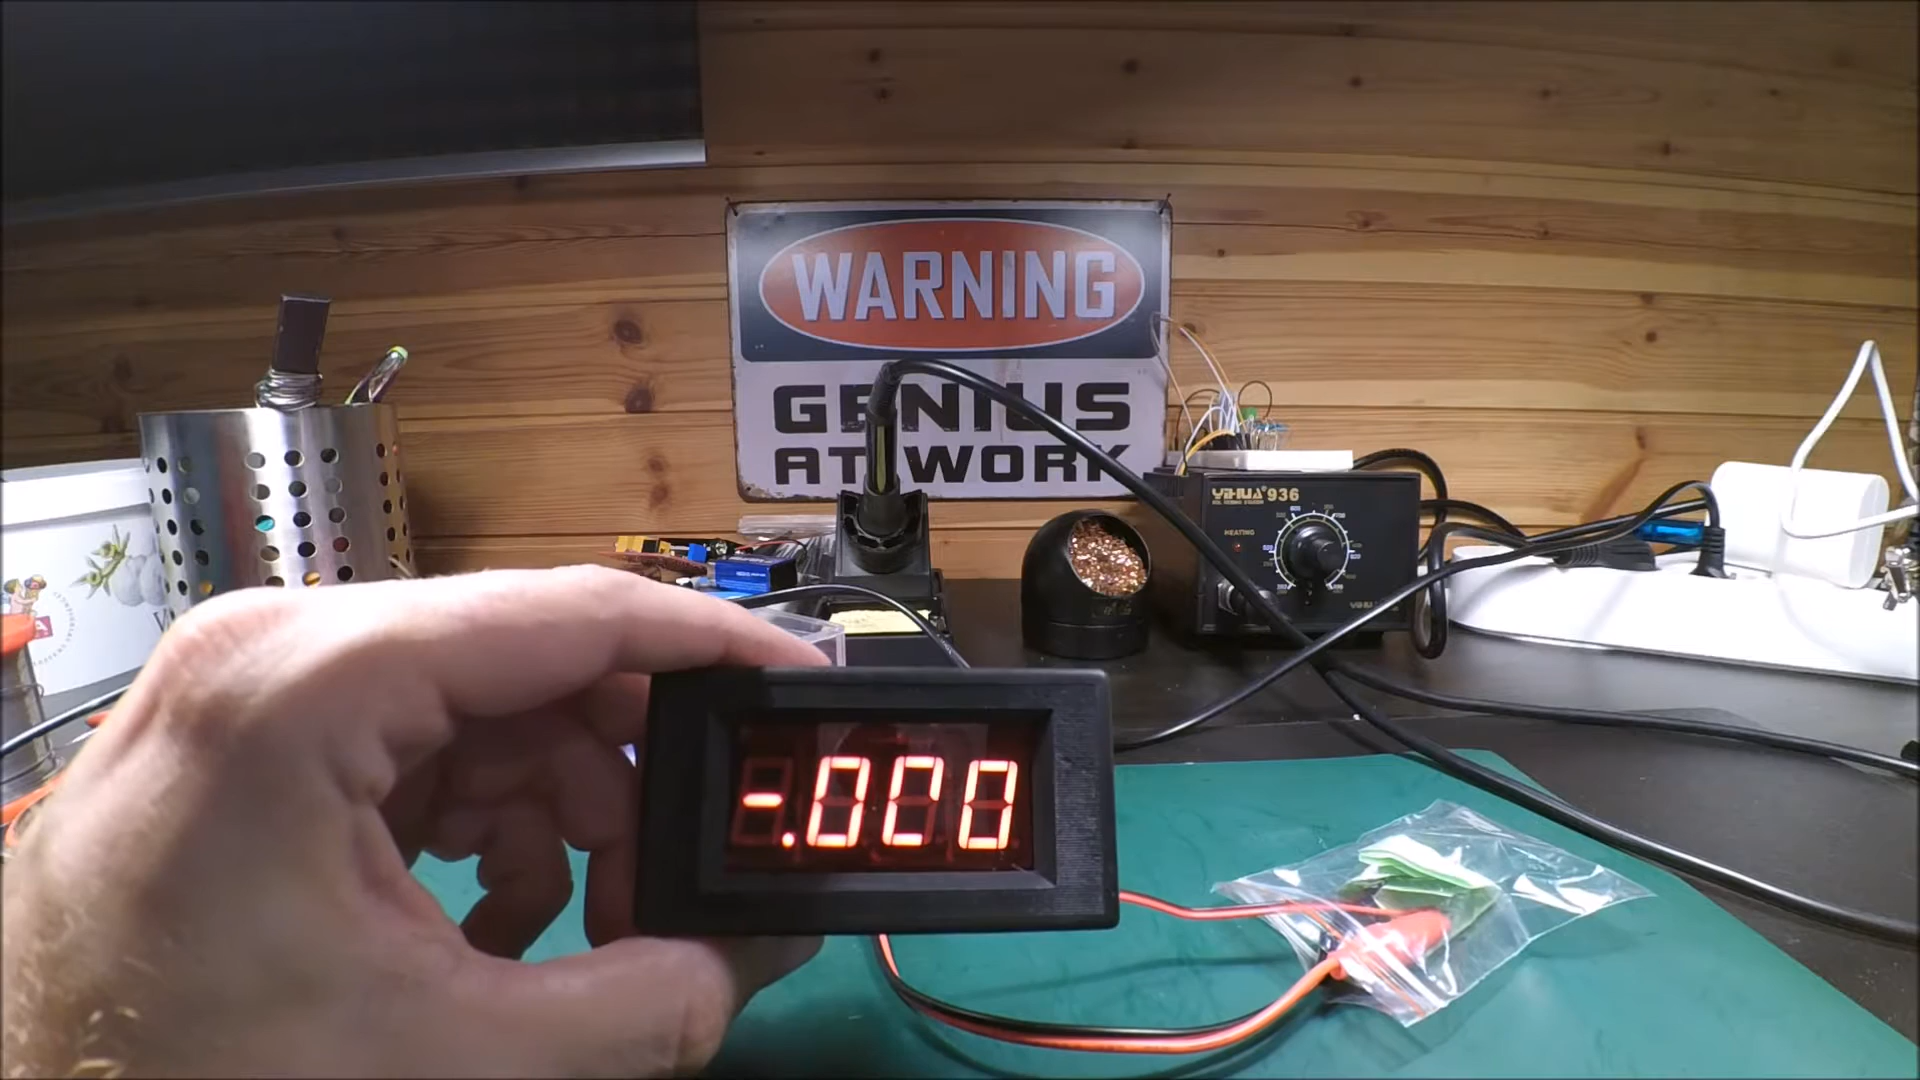 WARNING
GENIUS
AT WORK
YIHUA® 936
HEATING
-.000